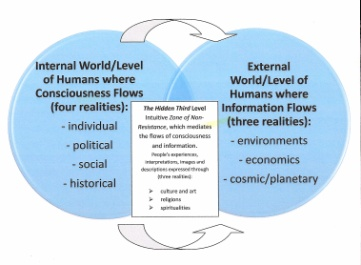 Internal World/Level
of Humans where
Consciousness Flows
(four realities):
- individual
- political
- social
- historical
The Hidden Third Level
Intuitive Zone of Non-
Resistance, which mediates
the flows of consciousness
and information.
People's experiences,
interpretations, images and
descriptions expressed through
(three realities):
➢ culture and art
➢ religions
➢ spiritualities
External
World/Level of
Humans where
Information Flows
(three realities):
- environments
- economics
- cosmic/planetary